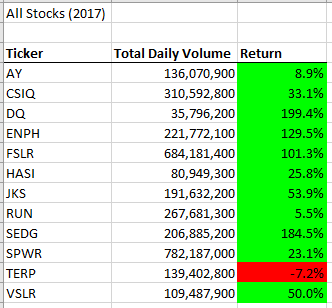 All Stocks (2017)
Ticker Total Daily Volume Return
AY 136,070,900 8.9%
CSIQ 310,592,800 33.1%
DQ 35,796,200 199.4%
ENPH 221,772,100 129.5%
FSLR 684,181,400 101.3%
HASI 80,949,300 25.8%
JKS 191,632,200 53.9%
RUN 267,681,300 5.5%
SEDG 206,885,200 184.5%
SPWR 782,187,000 23.1%
TERP 139,402,800 -7.2%
VSLR 109,487,900 50.0%